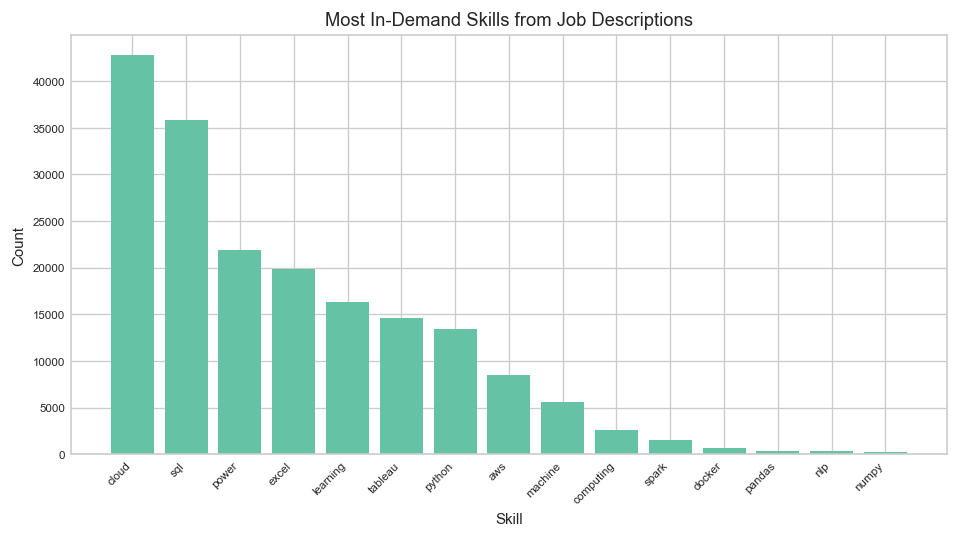 Most In-Demand Skills from Job Descriptions
Count
40000
35000
30000
25000
20000
15000
10000
5000
0
cloud
sql
power
excel
learning
tableau
python
aws
machine
computing
spark
docker
pandas
nlp
numpy
Skill